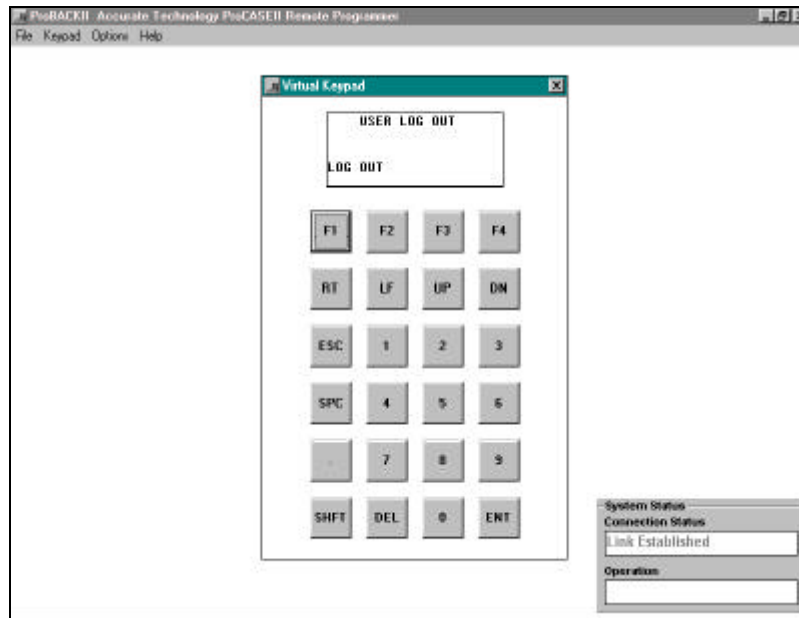 ProBACKII Accurate Technology ProCASEII Remote Programmer
File Keypad Options Help
Virtual Keypad
USER LOG OUT
LOG OUT
F1 F2 F3 F4
RT LF UP DN
ESC 1 2 3
SPC 4 5 6
. 7 8 9
SHFT DEL 0 ENT
System Status
Connection Status
Link Established
Operation